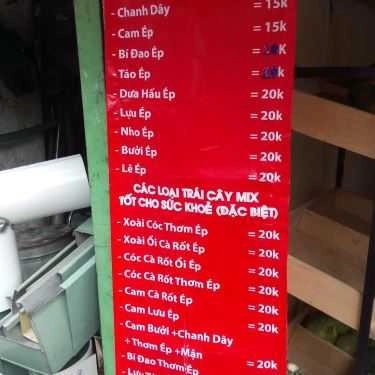 - Chanh Dây = 15k
- Cam Ép = 15k
- Bí Đao Ép = K
- Táo Ép = k
- Dưa Hấu Ép = 20k
- Lựu Ép = 20k
- Nho Ép = 20k
- Bưởi Ép = 20k
- Lê Ép = 20k
CÁC LOẠI TRÁI CÂY MIX
TỐT CHO SỨC KHOẺ (ĐẶC BIỆT)
- Xoài Cóc Thơm Ép = 20k
- Xoài Ổi Cà Rốt Ép = 20k
- Cóc Cà Rốt Ổi Ép = 20k
- Cóc Cà Rốt Thơm Ép = 20k
- Cam Cà Rốt Ép = 20k
- Cam Lưu Ép = 20k
- Cam Bưởi +Chanh Dây
+ Thơm Ép +Mận = 20k
- Bí Đao Thơm Ép = 20k